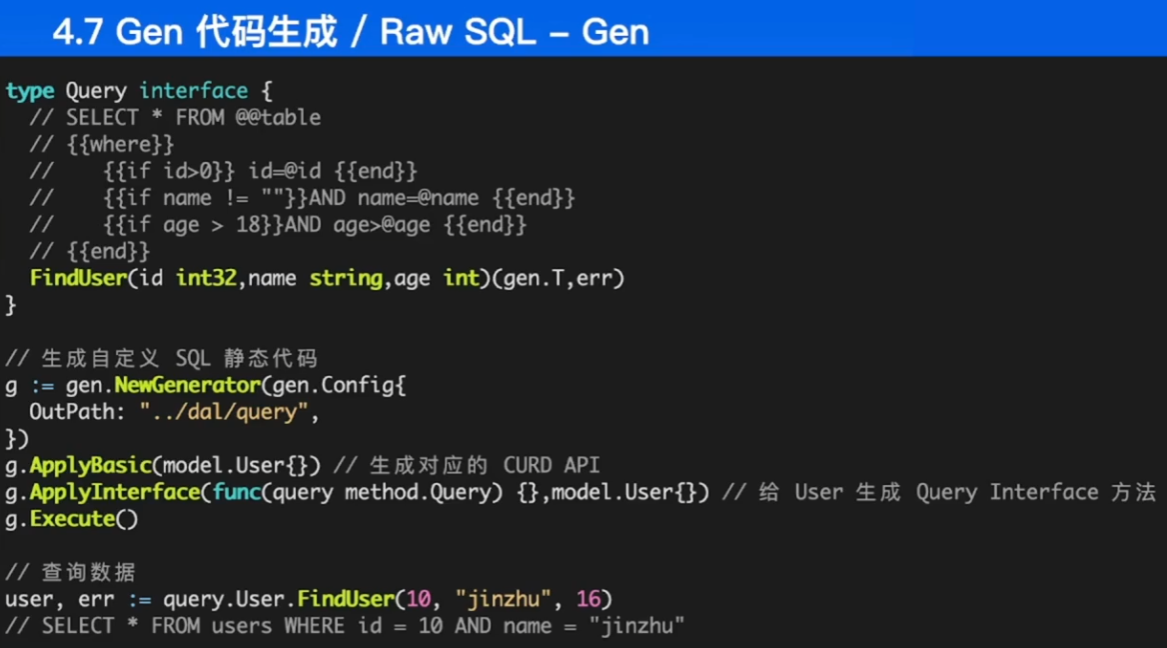 4.7 Gen 代码生成 / Raw SQL – Gen
type Query interface {
  // SELECT * FROM @@table
  // {{where}}
  //    {{if id>0}} id=@id {{end}}
  //    {{if name != ""}}AND name=@name {{end}}
  //    {{if age > 18}}AND age>@age {{end}}
  // {{end}}
  FindUser(id int32,name string,age int)(gen.T,err)
}
// 生成自定义 SQL 静态代码
g := gen.NewGenerator(gen.Config{
  OutPath: "../dal/query",
})
g.ApplyBasic(model.User{}) // 生成对应的 CURD API
g.ApplyInterface(func(query method.Query) {},model.User{}) // 给 User 生成 Query Interface 方法
g.Execute()
// 查询数据
user, err := query.User.FindUser(10, "jinzhu", 16)
// SELECT * FROM users WHERE id = 10 AND name = "jinzhu"